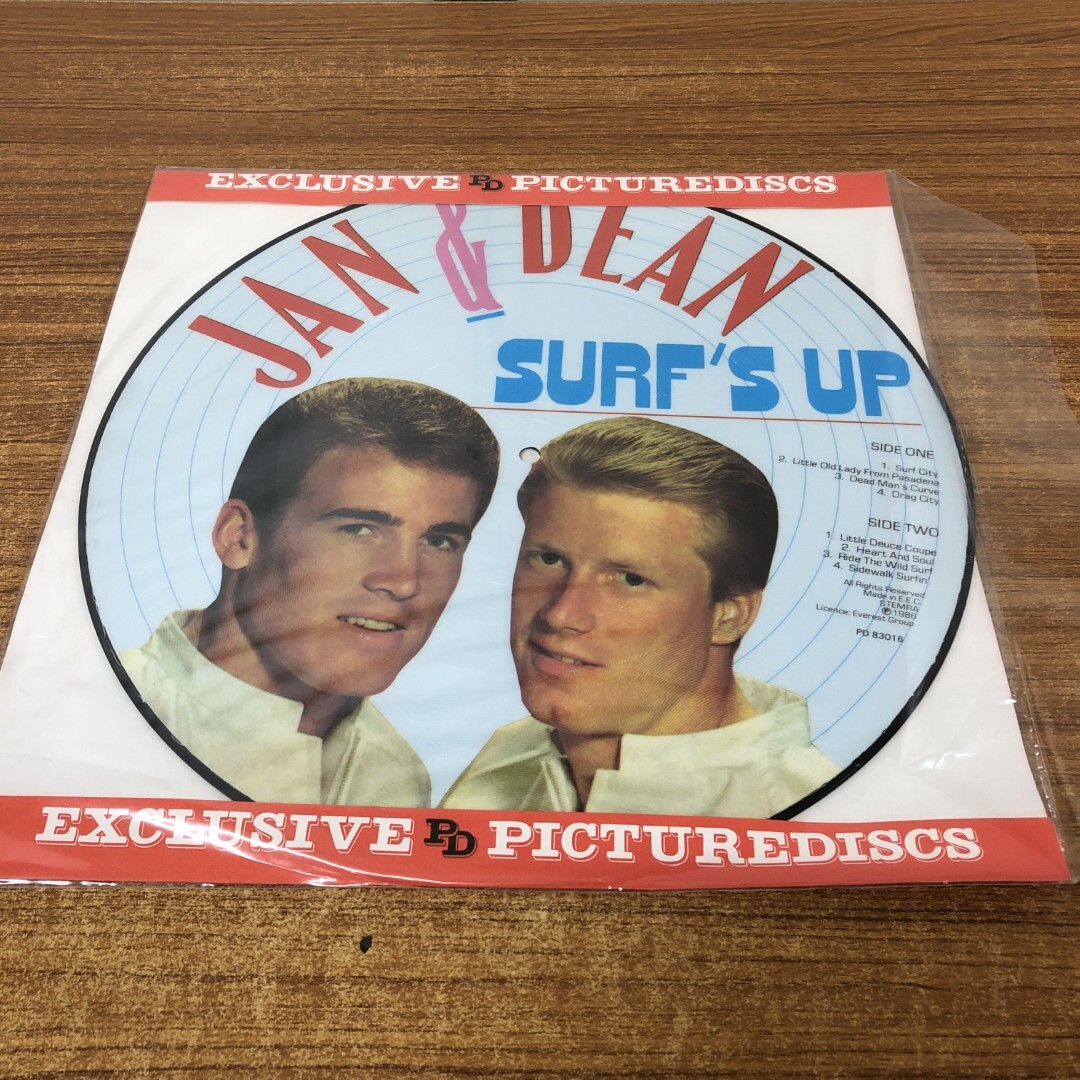 EXCLUSIVE PD PICTUREDISCS
JAN & DEAN
SURF'S UP
SIDE ONE
1. Surf City
2. Little Old Lady From Pasadena
3. Dead Man's Curve
4. Drag City
SIDE TWO
1. Little Deuce Coupe
2. Heart And Soul
3. Ride The Wild Surf
4. Sidewalk Surfin'
All Rights Reserved
Made in E.E.C.
STEMRA
℗ 1986
Licence: Everest Group
PD 83016
EXCLUSIVE PD PICTUREDISCS